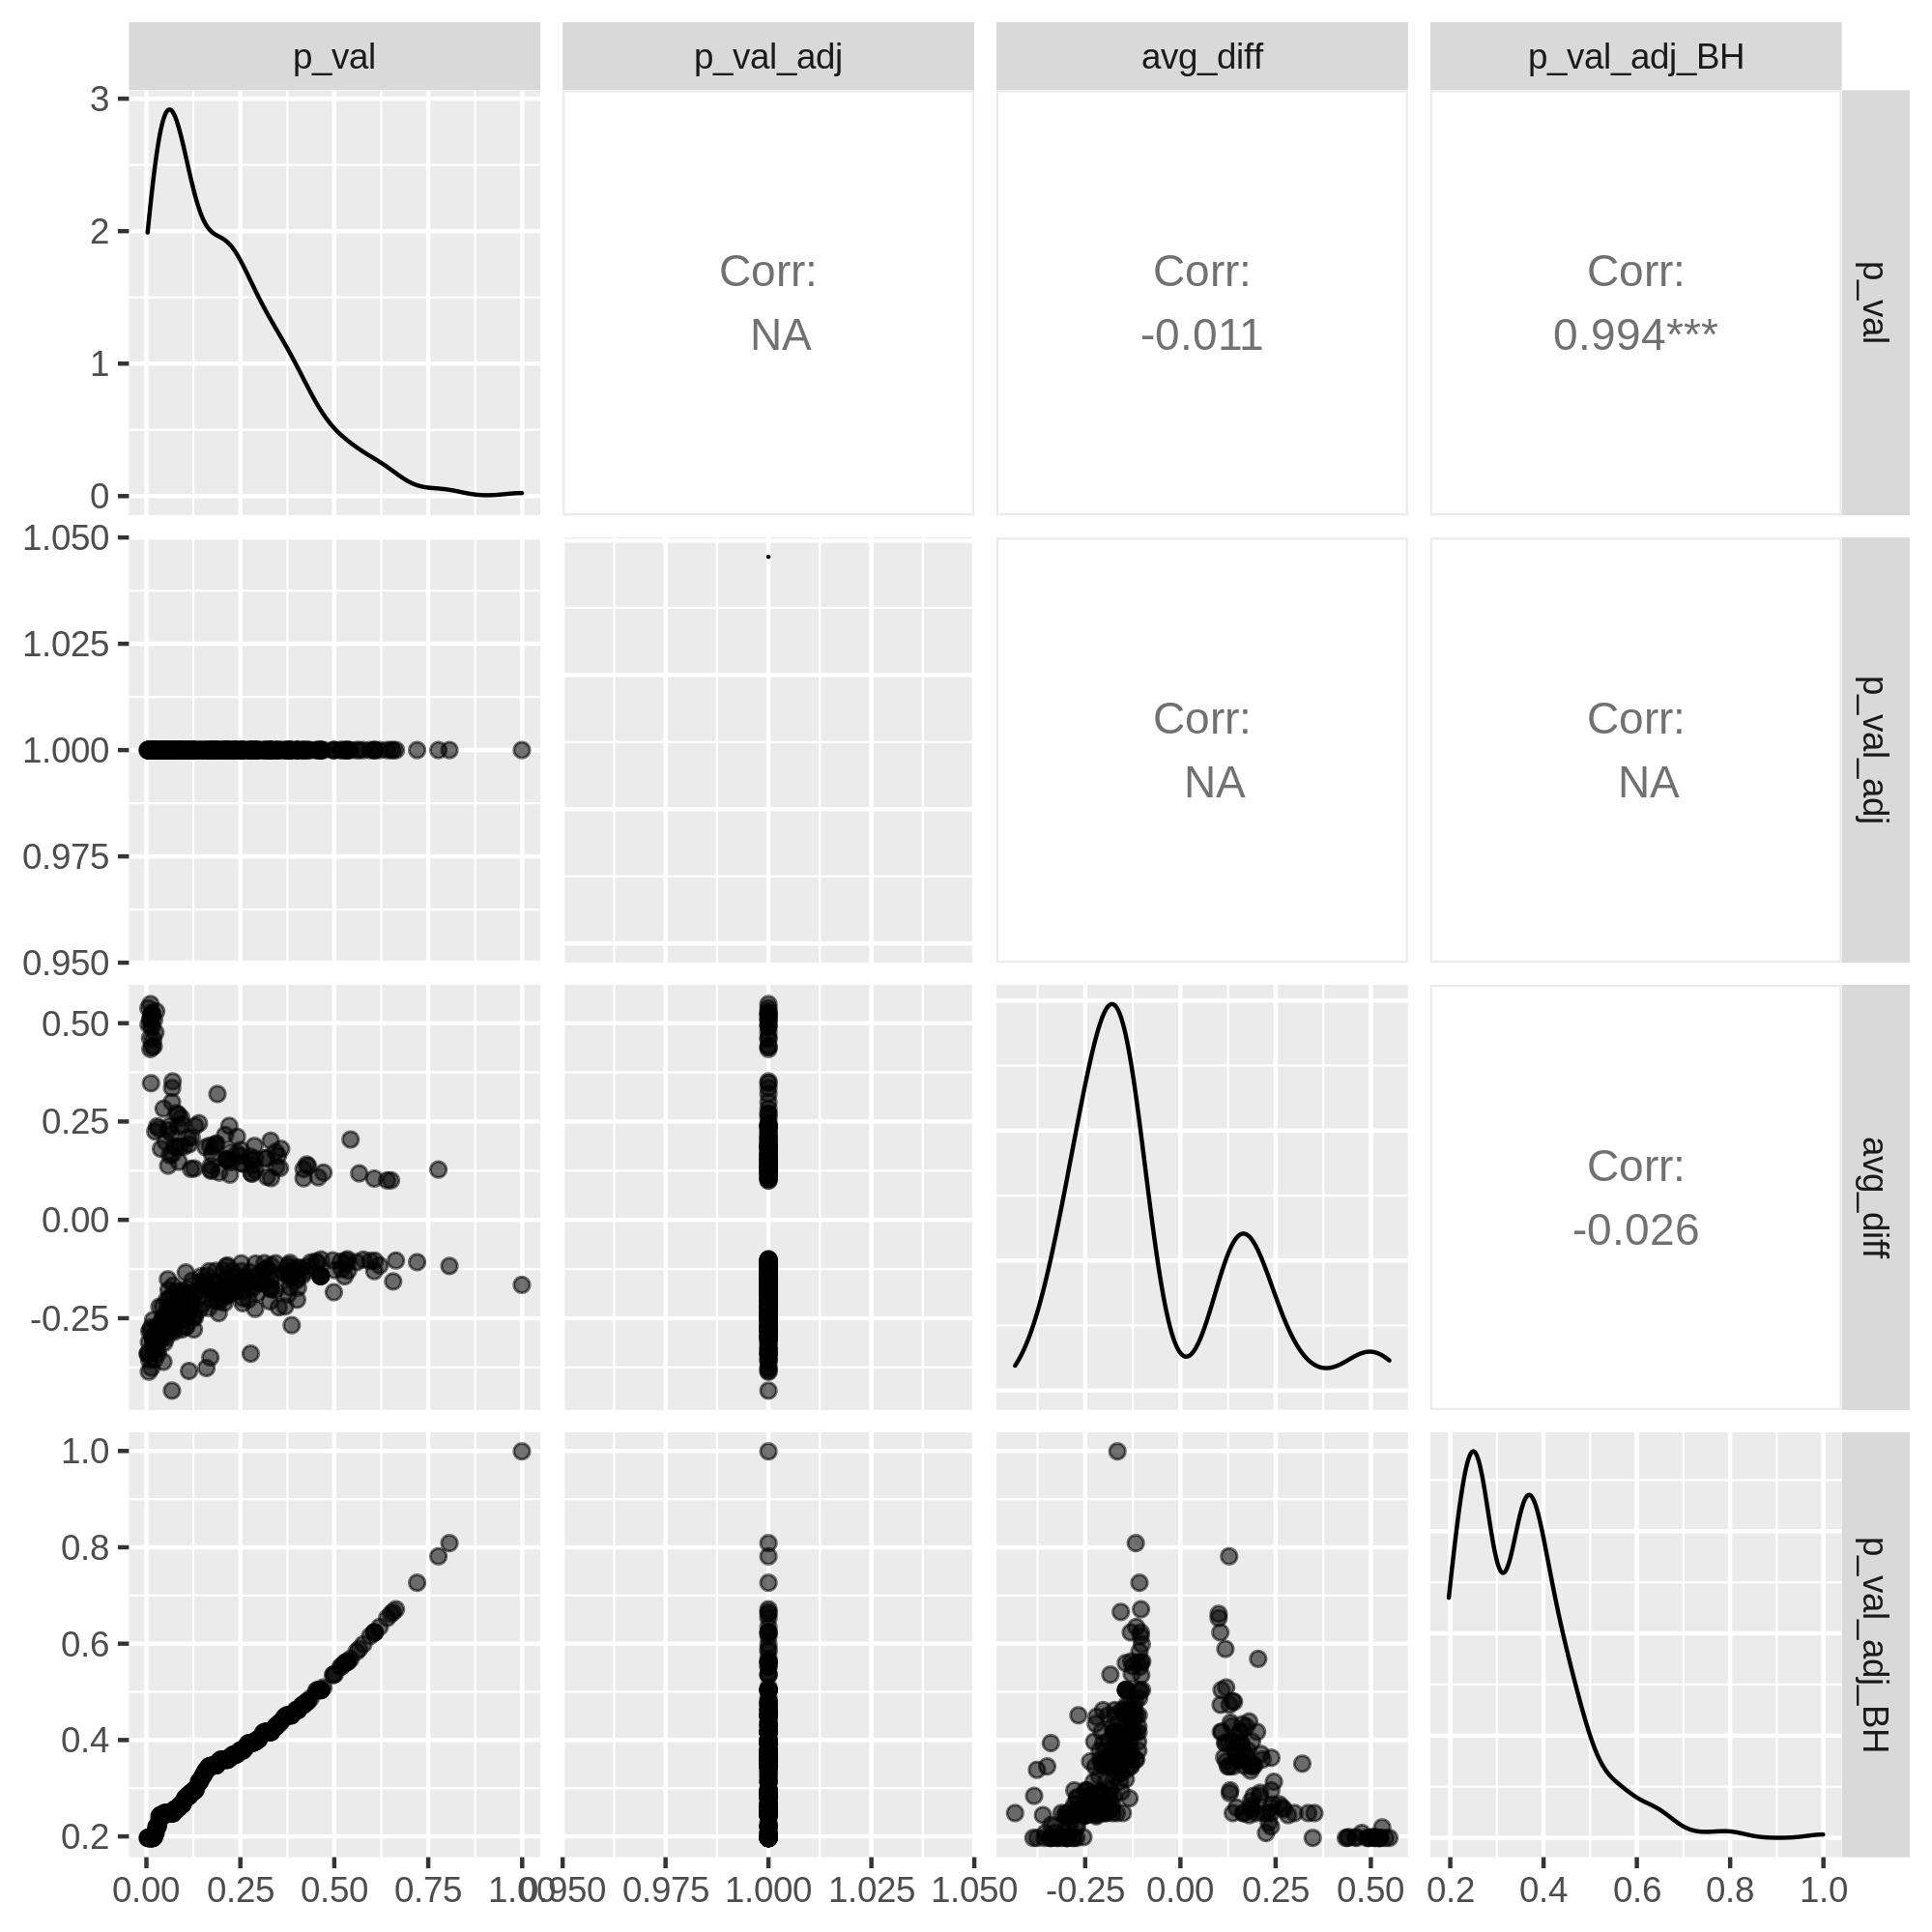 p_val p_val_adj avg_diff p_val_adj_BH
3
2
1
0
Corr:
NA
Corr:
-0.011
Corr:
0.994***
p_val
1.050
1.025
1.000
0.975
0.950
Corr:
NA
Corr:
NA
p_val_adj
0.50
0.25
0.00
-0.25
Corr:
-0.026
avg_diff
1.0
0.8
0.6
0.4
0.2
p_val_adj_BH
0.00 0.25 0.50 0.75 1.00 0.950 0.975 1.000 1.025 1.050 -0.25 0.00 0.25 0.50 0.2 0.4 0.6 0.8 1.0